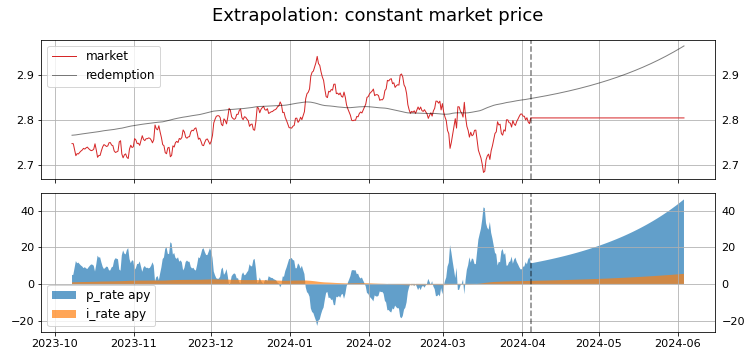 Extrapolation: constant market price
market
redemption
2.9 2.9
2.8 2.8
2.7 2.7
40 40
20 20
0 0
−20 −20
p_rate apy
i_rate apy
2023-10 2023-11 2023-12 2024-01 2024-02 2024-03 2024-04 2024-05 2024-06